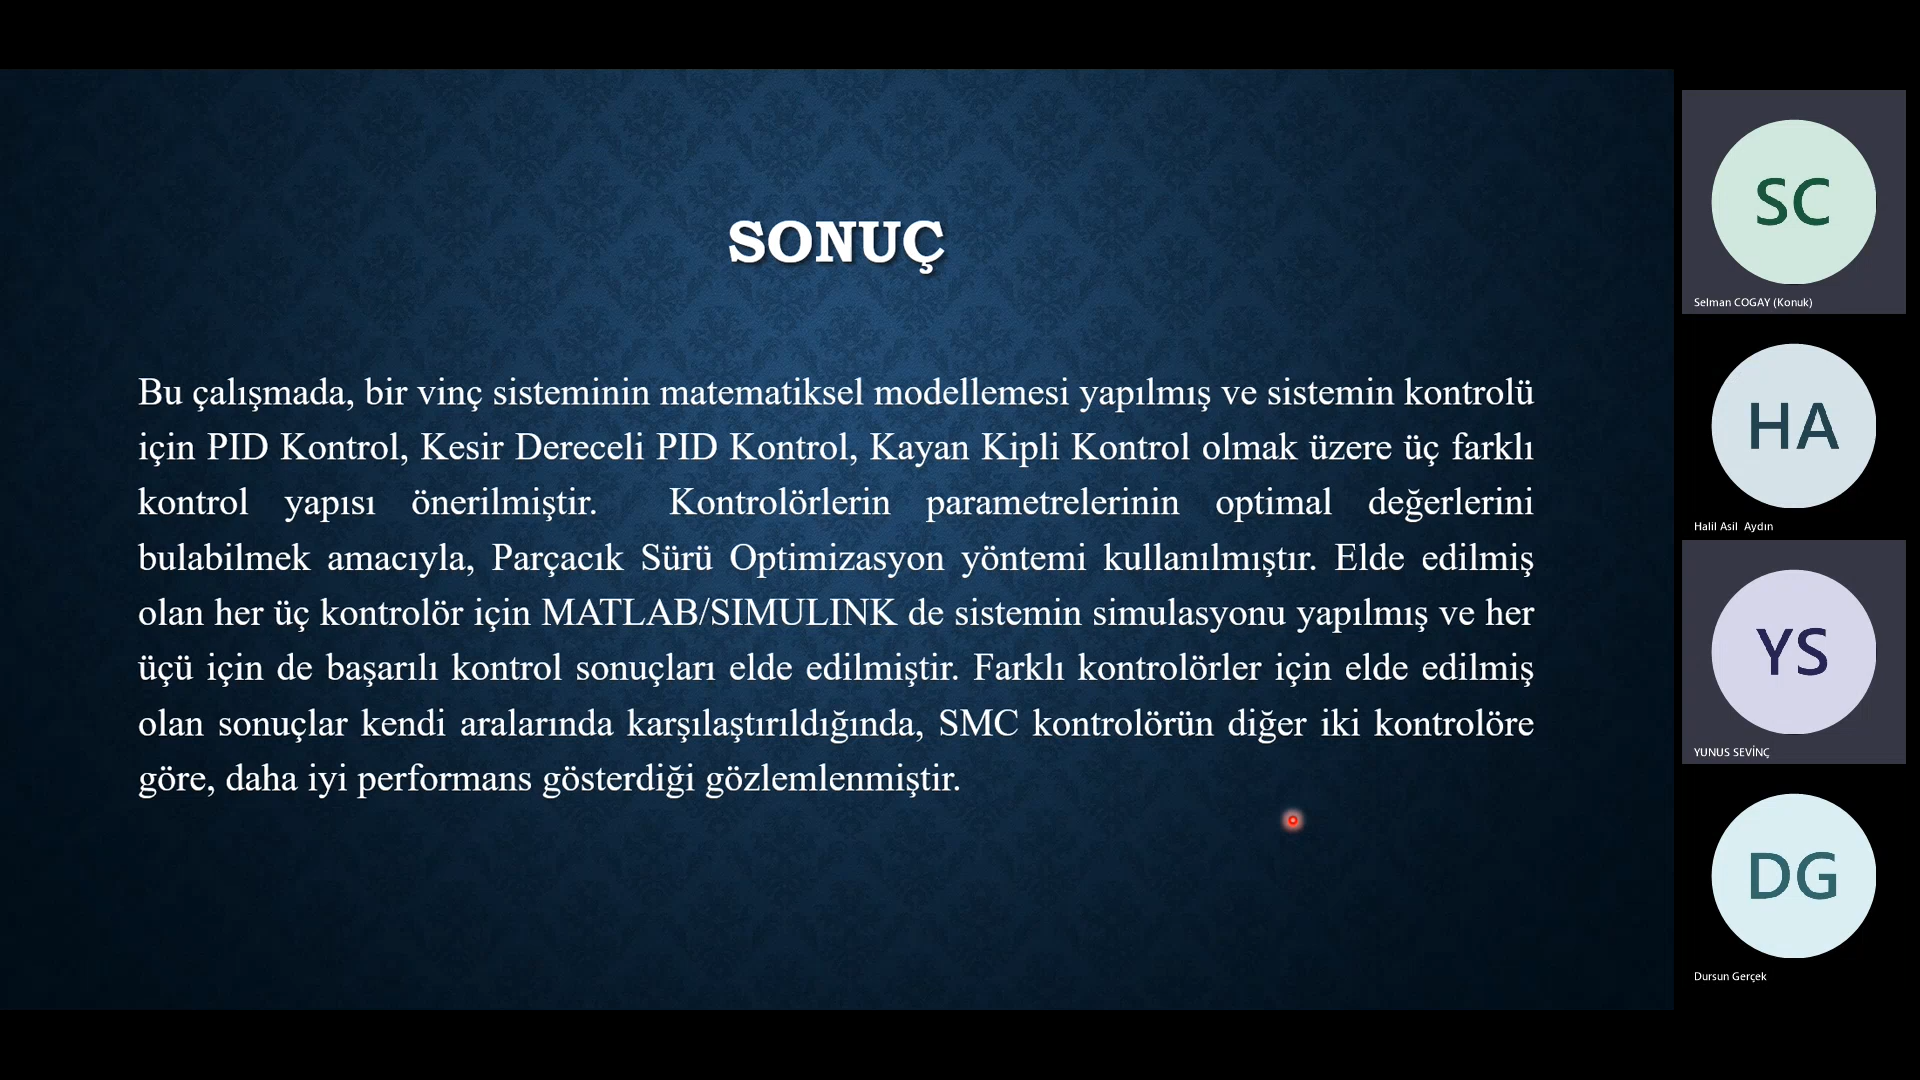 SONUÇ
Bu çalışmada, bir vinç sisteminin matematiksel modellemesi yapılmış ve sistemin kontrolü
için PID Kontrol, Kesir Dereceli PID Kontrol, Kayan Kipli Kontrol olmak üzere üç farklı
kontrol yapısı önerilmiştir. Kontrolörlerin parametrelerinin optimal değerlerini
bulabilmek amacıyla, Parçacık Sürü Optimizasyon yöntemi kullanılmıştır. Elde edilmiş
olan her üç kontrolör için MATLAB/SIMULINK de sistemin simulasyonu yapılmış ve her
üçü için de başarılı kontrol sonuçları elde edilmiştir. Farklı kontrolörler için elde edilmiş
olan sonuçlar kendi aralarında karşılaştırıldığında, SMC kontrolörün diğer iki kontrolöre
göre, daha iyi performans gösterdiği gözlemlenmiştir.
SC
Selman COGAY (Konuk)
HA
Halil Asil Aydın
YS
YUNUS SEVİNÇ
DG
Dursun Gerçek